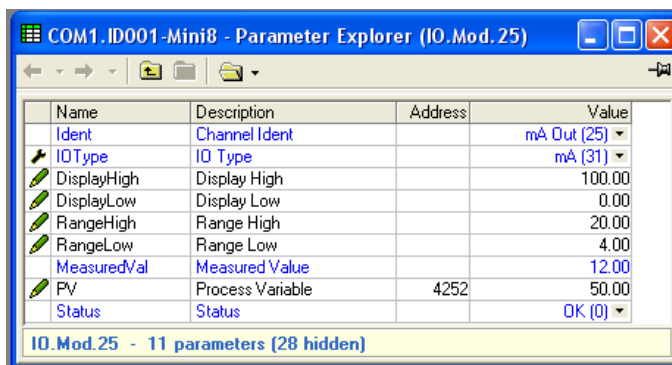 COM1.ID001-Mini8 - Parameter Explorer (IO.Mod.25)
Name Description Address Value
Ident Channel Ident mA Out (25)
IOType IO Type mA (31)
DisplayHigh Display High 100.00
DisplayLow Display Low 0.00
RangeHigh Range High 20.00
RangeLow Range Low 4.00
MeasuredVal Measured Value 12.00
PV Process Variable 4252 50.00
Status Status OK (0)
IO.Mod.25 - 11 parameters (28 hidden)